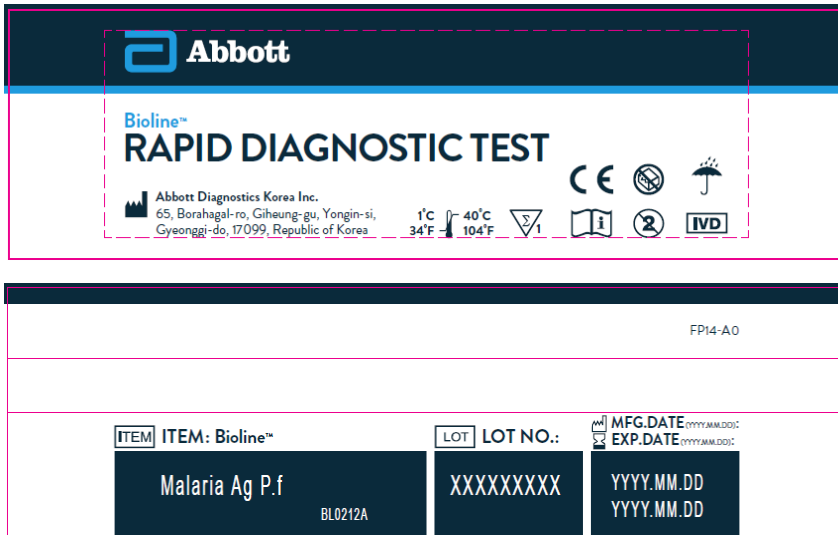 Abbott
Bioline™
RAPID DIAGNOSTIC TEST
Abbott Diagnostics Korea Inc.
65, Borahagal-ro, Giheung-gu, Yongin-si,
Gyeonggi-do, 17099, Republic of Korea
1°C 40°C
34°F 104°F
Σ 1
CE
i
2
IVD
FP14-A0
ITEM ITEM: Bioline™
LOT LOT NO.:
MFG.DATE (YYYY.MM.DD):
EXP.DATE (YYYY.MM.DD):
Malaria Ag P.f
BL0212A
XXXXXXXXX
YYYY.MM.DD
YYYY.MM.DD